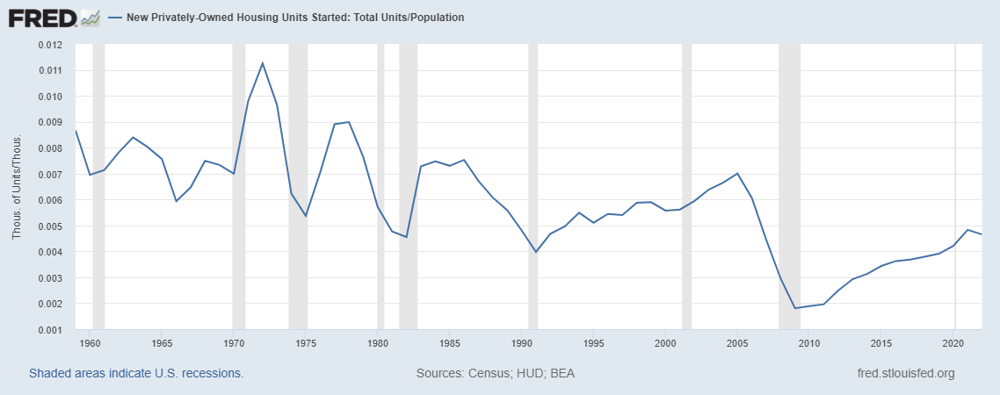 FRED
New Privately-Owned Housing Units Started: Total Units/Population
Thous. of Units/Thous.
0.012
0.011
0.010
0.009
0.008
0.007
0.006
0.005
0.004
0.003
0.002
0.001
1960 1965 1970 1975 1980 1985 1990 1995 2000 2005 2010 2015 2020
Shaded areas indicate U.S. recessions. Sources: Census; HUD; BEA fred.stlouisfed.org